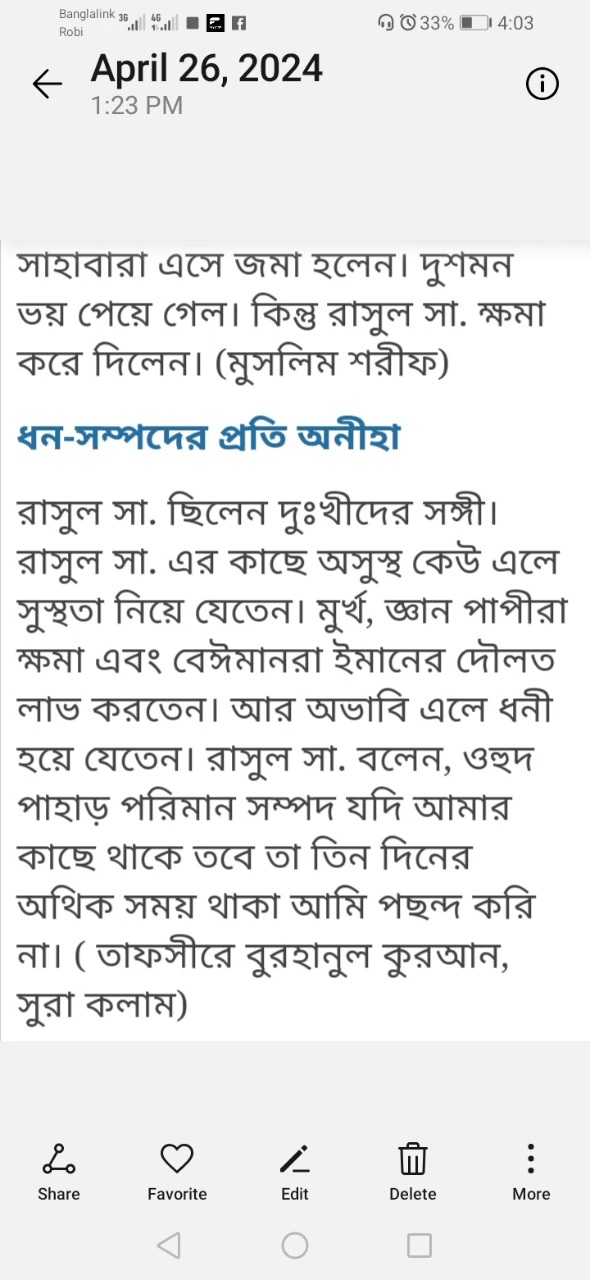 Banglalink 3G 4G
Robi
33% 4:03
April 26, 2024
1:23 PM
সাহাবারা এসে জমা হলেন। দুশমন
ভয় পেয়ে গেল। কিন্তু রাসুল সা. ক্ষমা
করে দিলেন। (মুসলিম শরীফ)
ধন-সম্পদের প্রতি অনীহা
রাসুল সা. ছিলেন দুঃখীদের সঙ্গী।
রাসুল সা. এর কাছে অসুস্থ কেউ এলে
সুস্থতা নিয়ে যেতেন। মুর্খ, জ্ঞান পাপীরা
ক্ষমা এবং বেঈমানরা ইমানের দৌলত
লাভ করতেন। আর অভাবি এলে ধনী
হয়ে যেতেন। রাসুল সা. বলেন, ওহুদ
পাহাড় পরিমান সম্পদ যদি আমার
কাছে থাকে তবে তা তিন দিনের
অথিক সময় থাকা আমি পছন্দ করি
না। ( তাফসীরে বুরহানুল কুরআন,
সুরা কলাম)
Share
Favorite
Edit
Delete
More